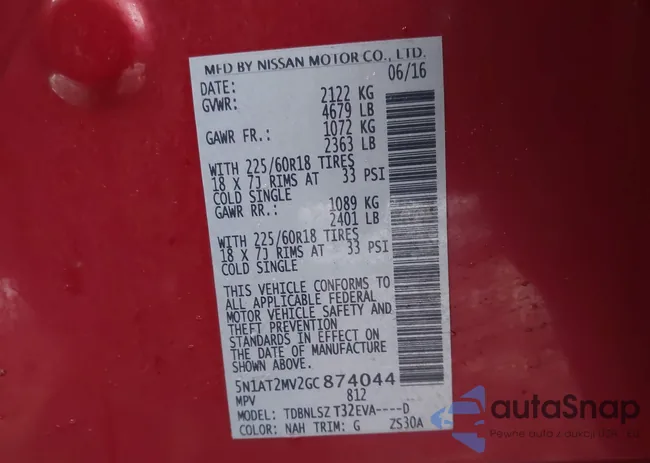 MFD BY NISSAN MOTOR CO., LTD.
DATE: 06/16
GVWR: 2122 KG
4679 LB
GAWR FR.: 1072 KG
2363 LB
WITH 225/60R18 TIRES
18 X 7J RIMS AT 33 PSI
COLD SINGLE
GAWR RR.: 1089 KG
2401 LB
WITH 225/60R18 TIRES
18 X 7J RIMS AT 33 PSI
COLD SINGLE
THIS VEHICLE CONFORMS TO
ALL APPLICABLE FEDERAL
MOTOR VEHICLE SAFETY AND
THEFT PREVENTION
STANDARDS IN EFFECT ON
THE DATE OF MANUFACTURE
SHOWN ABOVE.
5N1AT2MV2GC874044
MPV 812
MODEL: TDBNLSZ T32EVA----D
COLOR: NAH TRIM: G ZS30A
autaSnap
Pewne auta z dużych